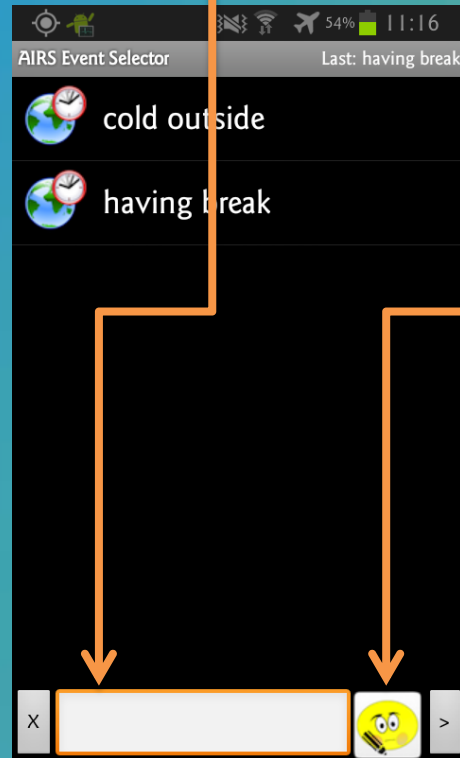 54% 11:16
AIRS Event Selector Last: having break
cold outside
having break
X >